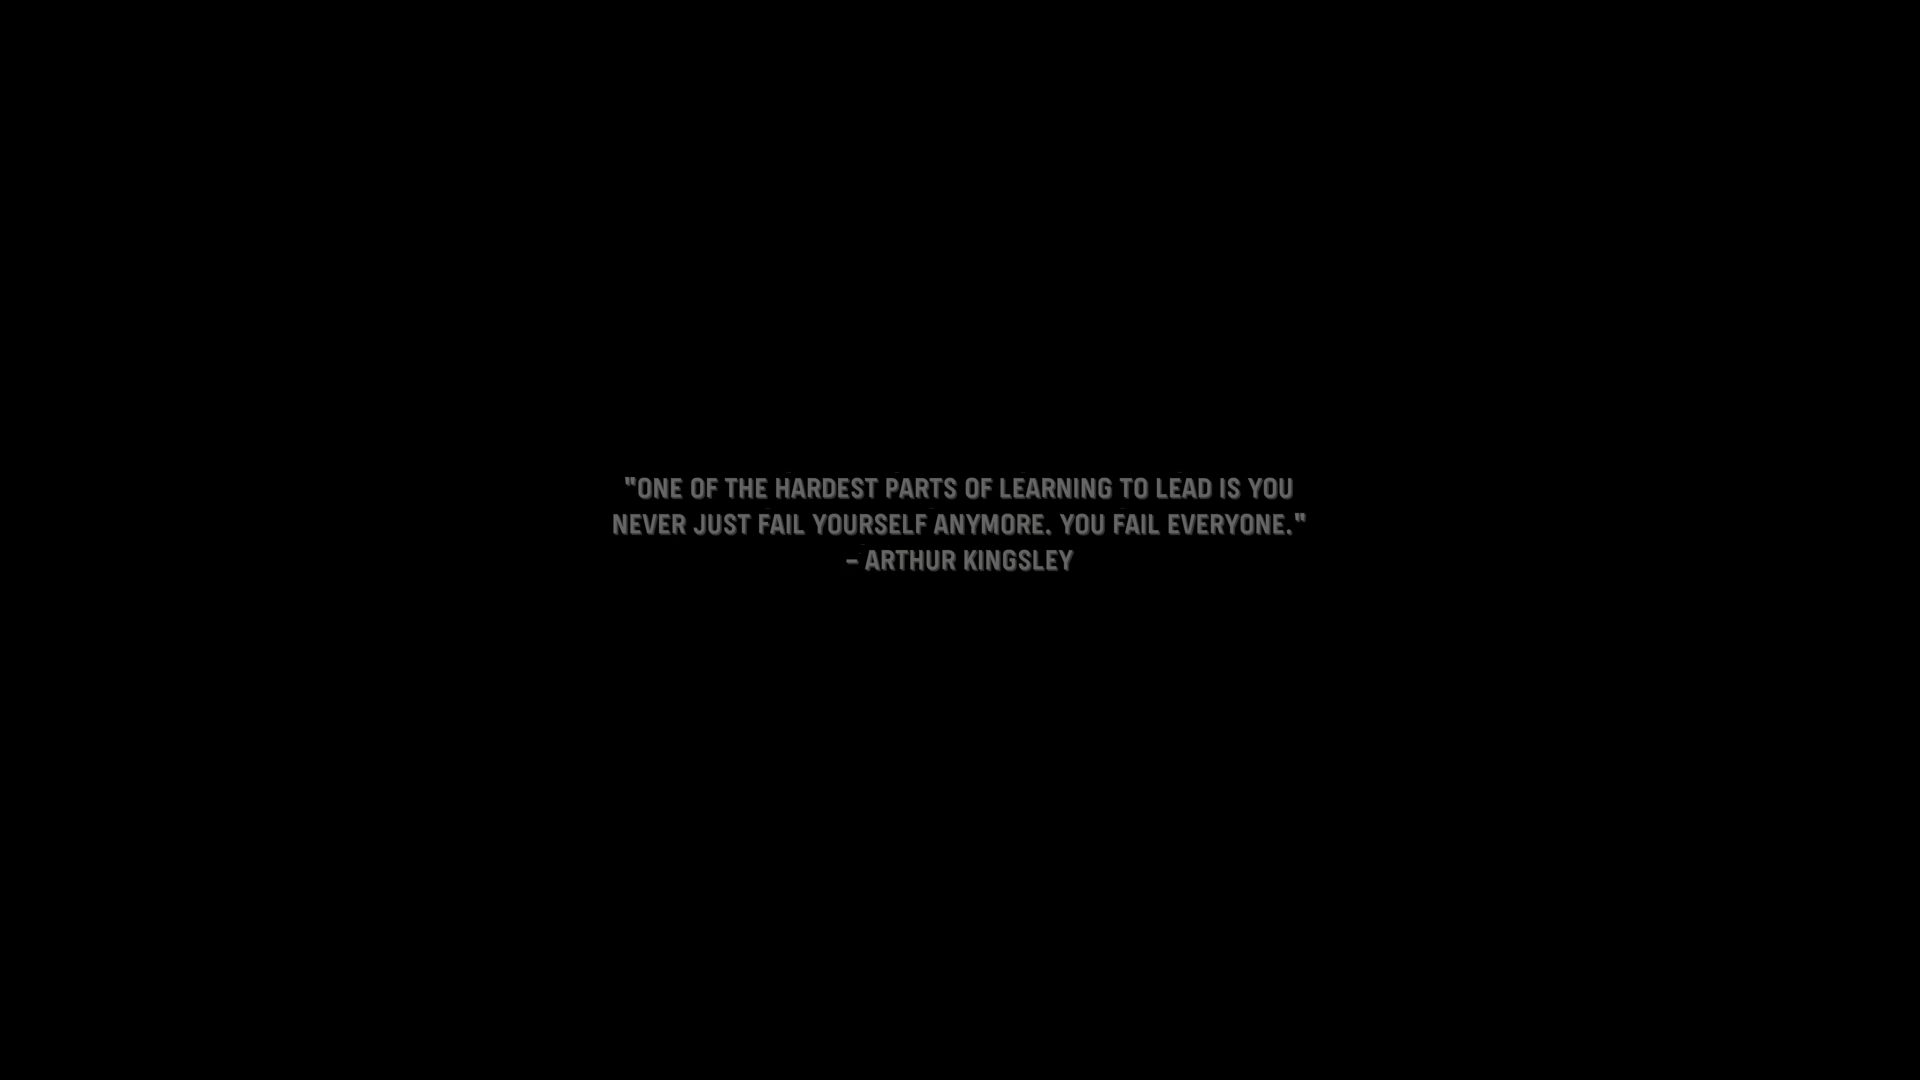 "ONE OF THE HARDEST PARTS OF LEARNING TO LEAD IS YOU
NEVER JUST FAIL YOURSELF ANYMORE. YOU FAIL EVERYONE."
– ARTHUR KINGSLEY